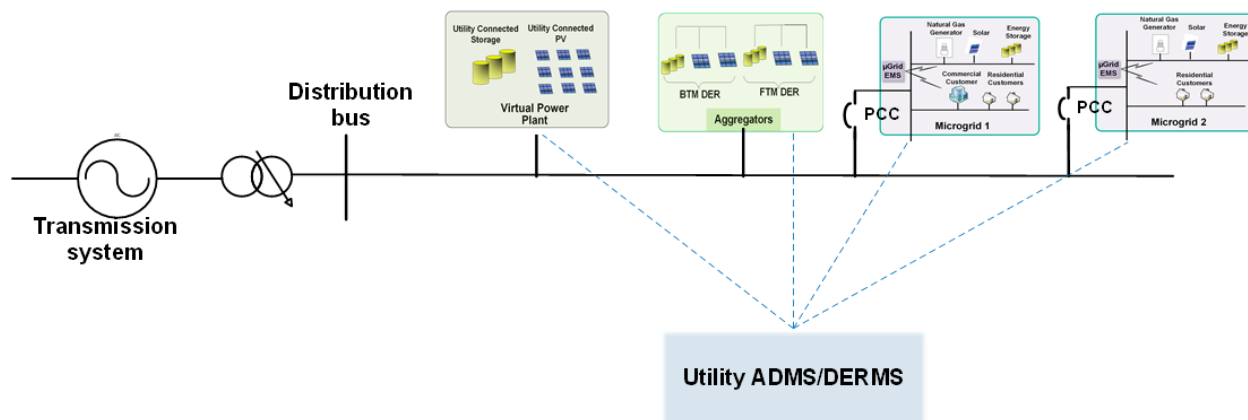 Utility Connected
Storage
Utility Connected
PV
Virtual Power
Plant
BTM DER
FTM DER
Aggregators
Natural Gas
Generator
Solar
Energy
Storage
µGrid
EMS
Commercial
Customer
Residential
Customers
Microgrid 1
PCC
Natural Gas
Generator
Solar
Energy
Storage
µGrid
EMS
Residential
Customers
Microgrid 2
PCC
Distribution
bus
Transmission
system
Utility ADMS/DERMS